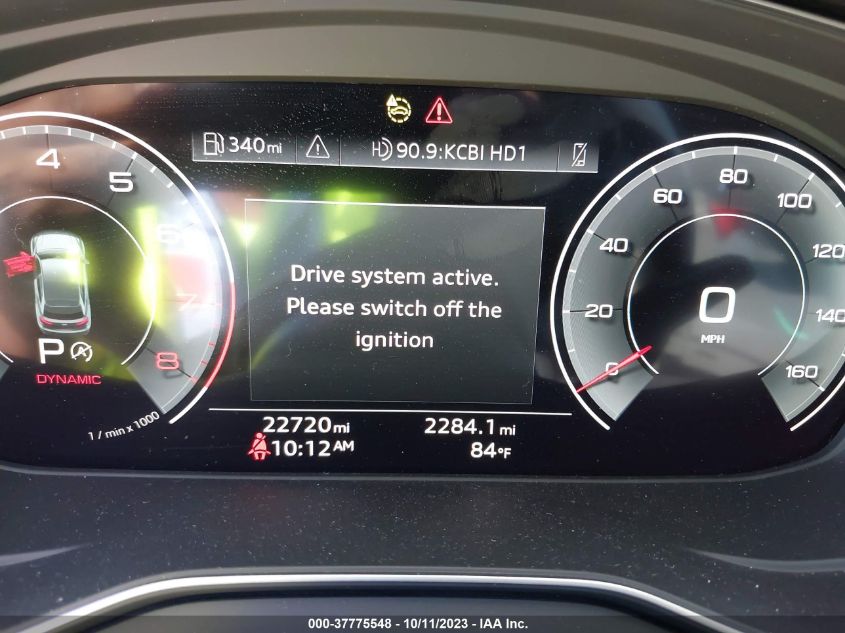 340mi
90.9:KCBI HD1
4
5
6
7
8
P A
DYNAMIC
1 / min x 1000
Drive system active.
Please switch off the
ignition
0
20
40
60
80
100
120
140
160
0
MPH
22720mi
2284.1mi
10:12AM
84°F
000-37775548 - 10/11/2023 - IAA Inc.